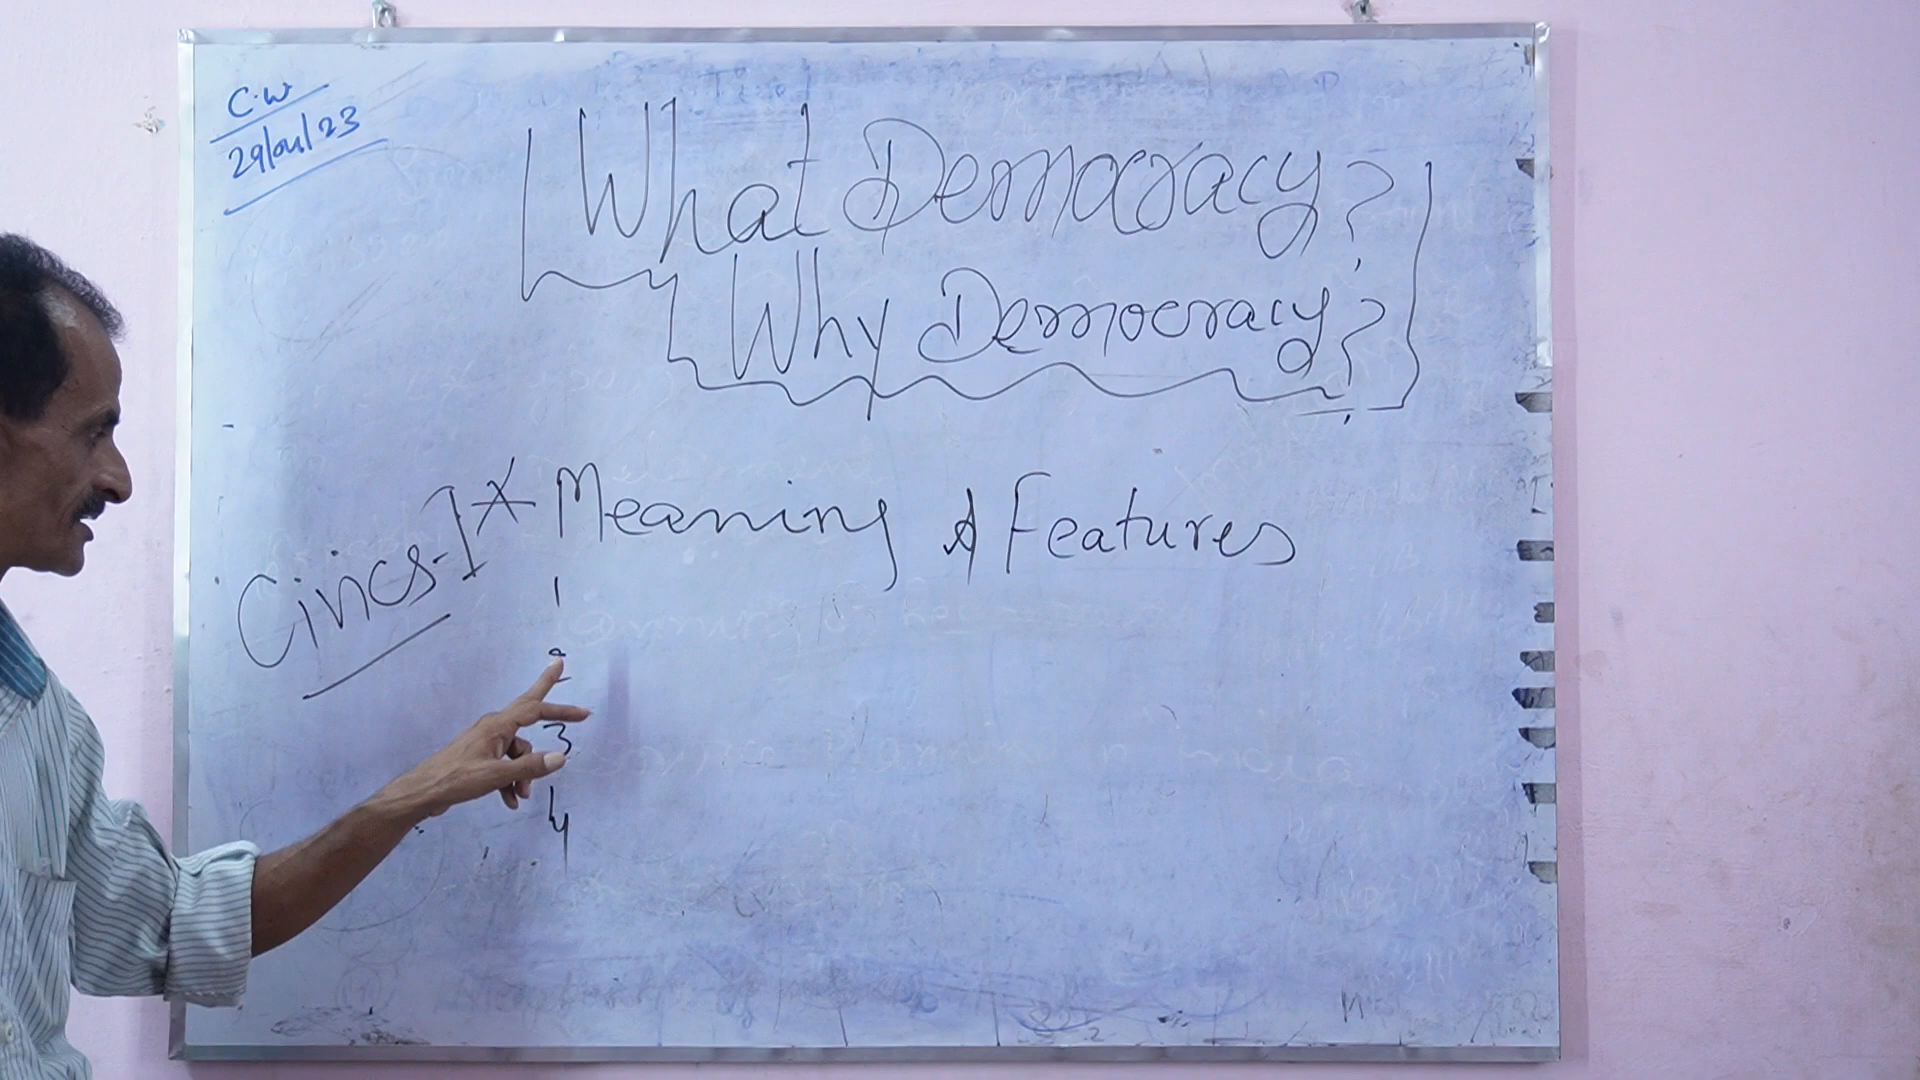 C.W.
29/04/23
What Democracy?
Why Democracy?
Civics-I
* Meaning & Features
1
2
3
4